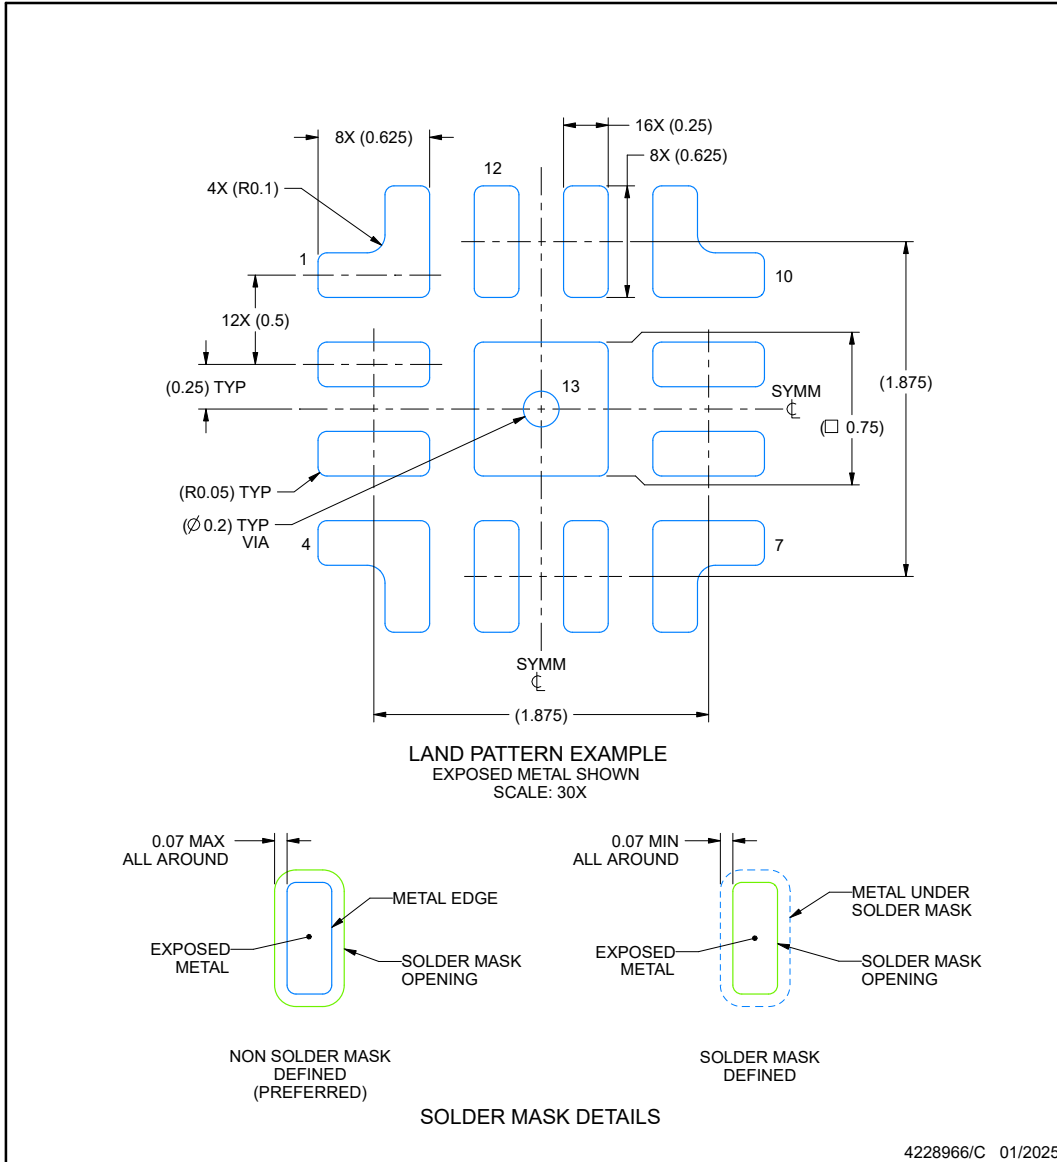 8X (0.625)
16X (0.25)
8X (0.625)
12
4X (R0.1)
1
10
12X (0.5)
(0.25) TYP
13
SYMM
℄
(1.875)
(□ 0.75)
(R0.05) TYP
(∅ 0.2) TYP
VIA
4
7
SYMM
℄
(1.875)
LAND PATTERN EXAMPLE
EXPOSED METAL SHOWN
SCALE: 30X
0.07 MAX
ALL AROUND
METAL EDGE
EXPOSED
METAL
SOLDER MASK
OPENING
NON SOLDER MASK
DEFINED
(PREFERRED)
0.07 MIN
ALL AROUND
METAL UNDER
SOLDER MASK
EXPOSED
METAL
SOLDER MASK
OPENING
SOLDER MASK
DEFINED
SOLDER MASK DETAILS
4228966/C 01/2025